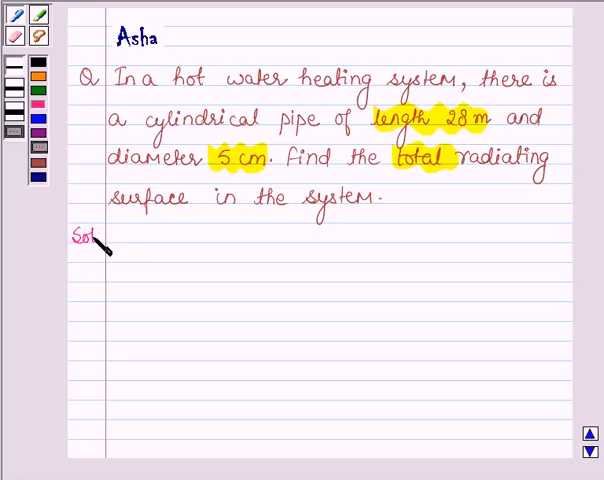 Asha
Q In a hot water heating system, there is
a cylindrical pipe of length 28 m and
diameter 5 cm. Find the total radiating
surface in the system.
Sol